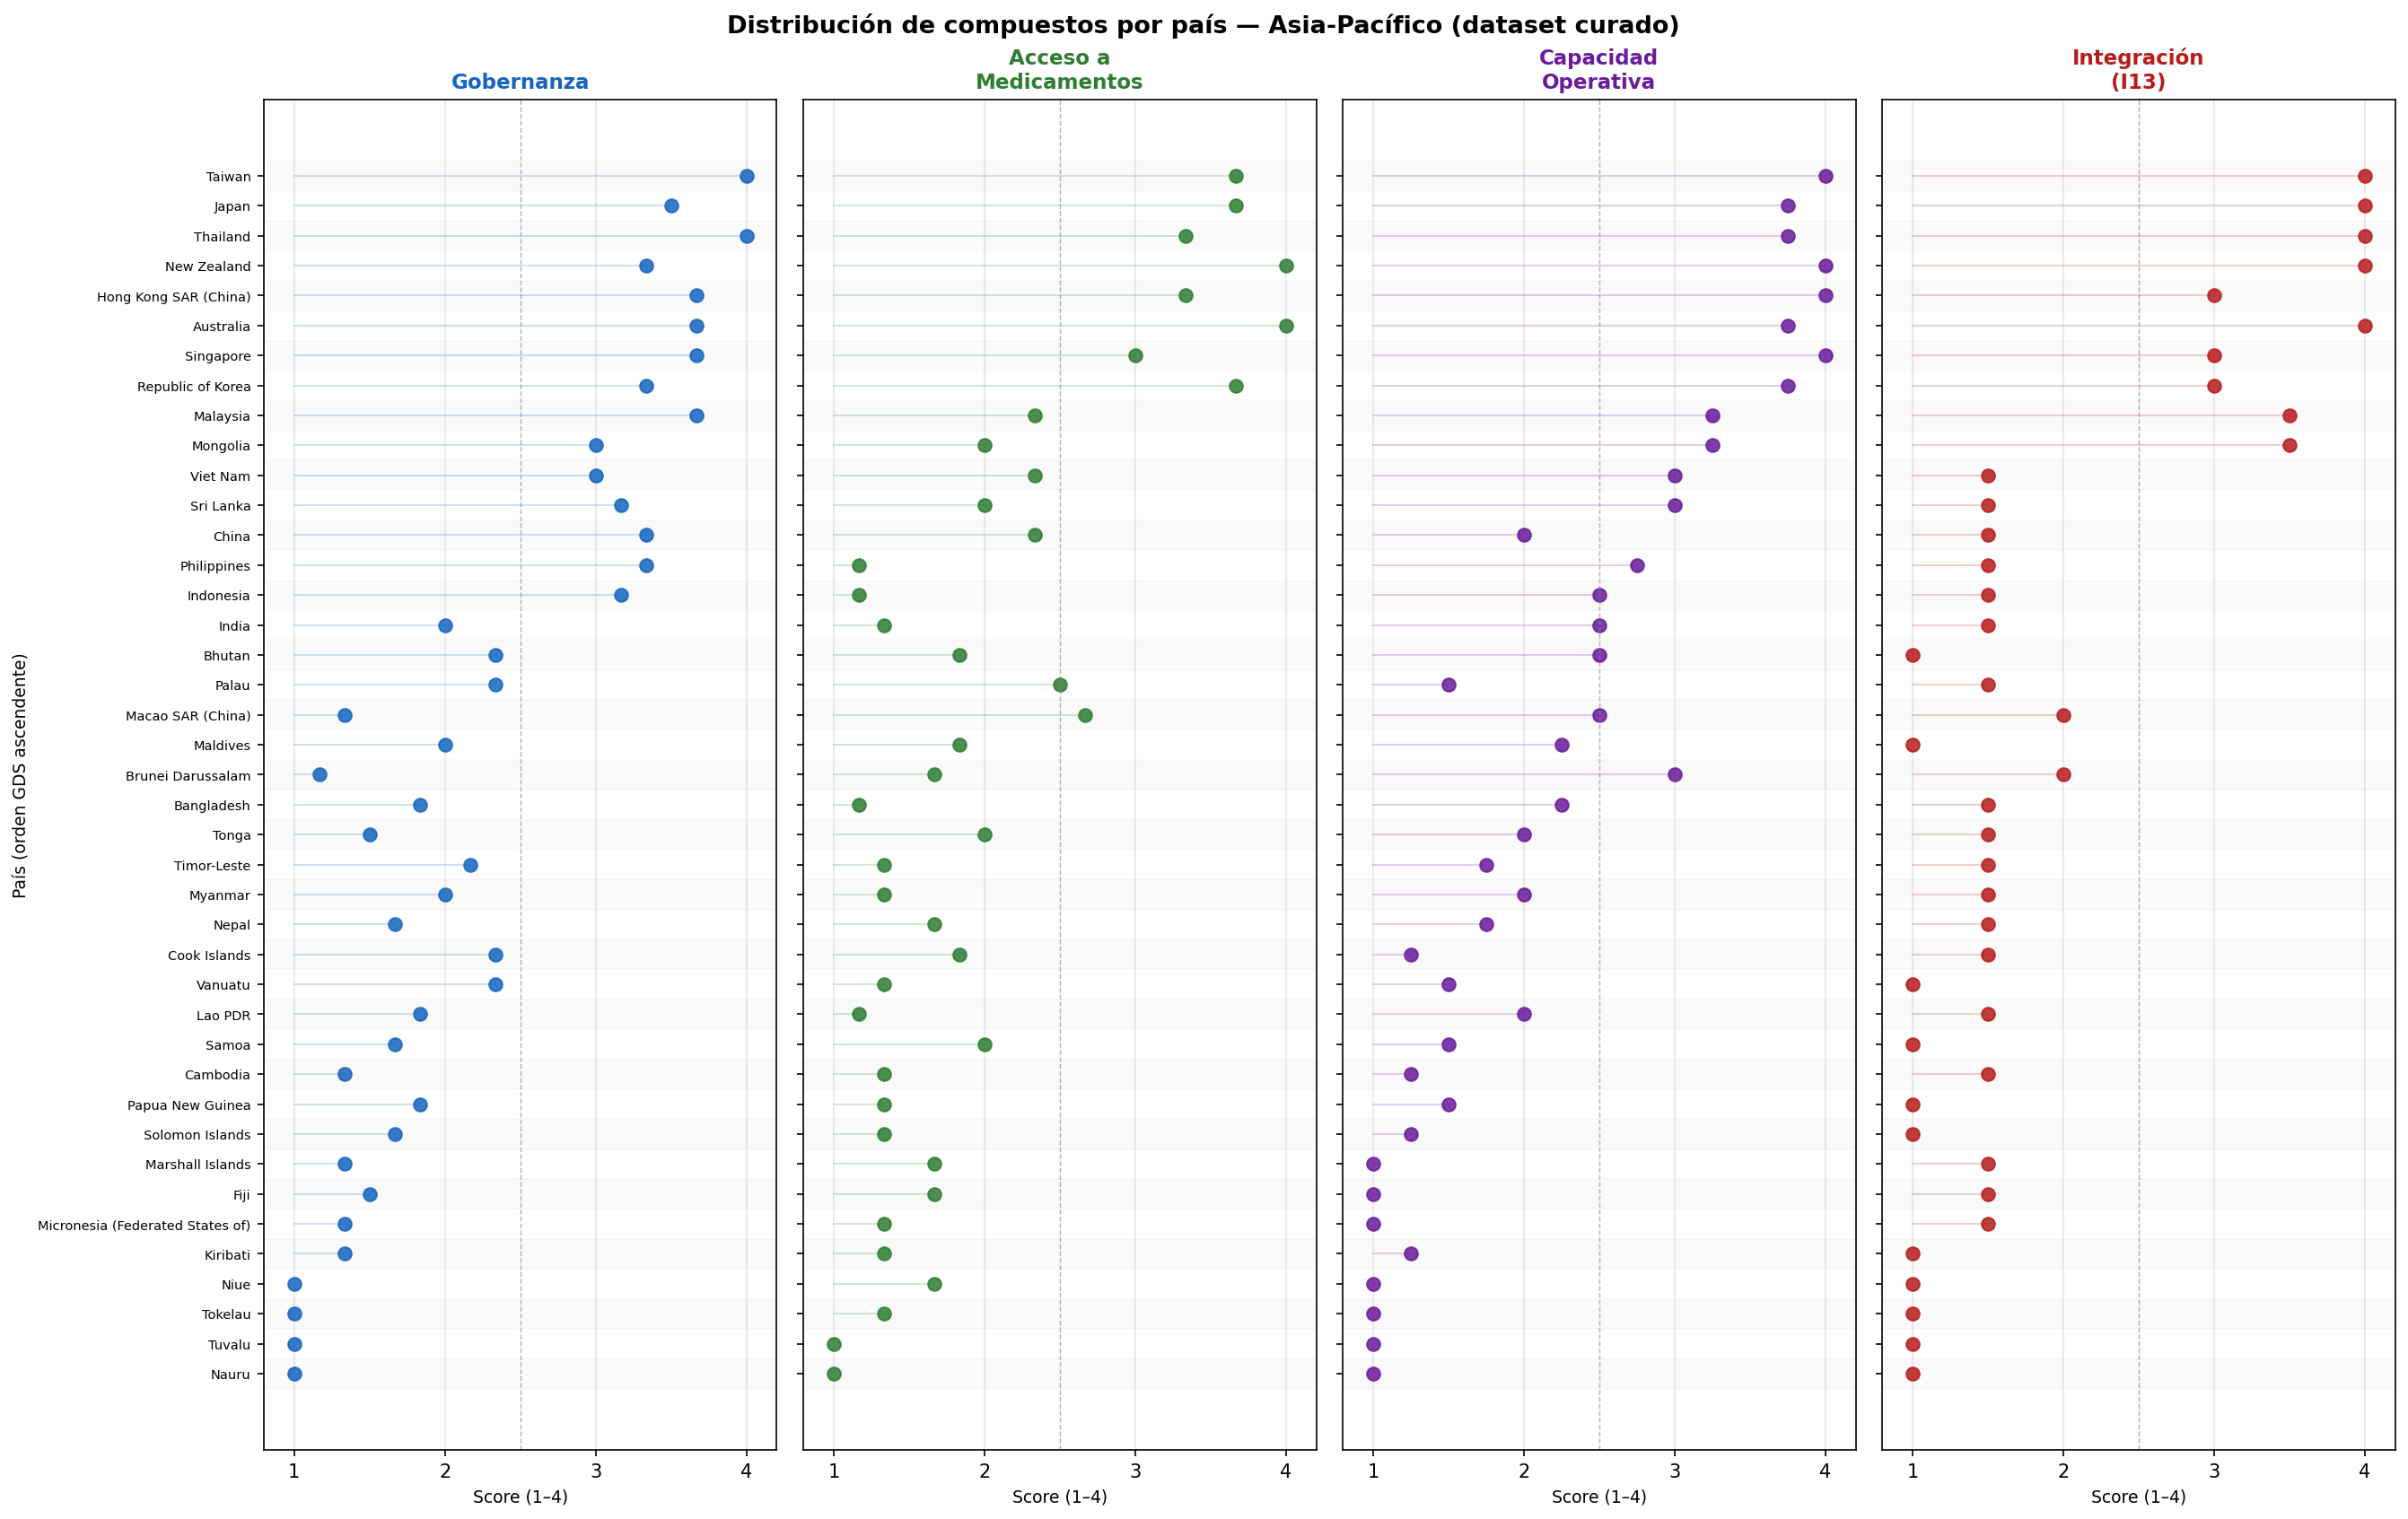 Distribución de compuestos por país — Asia-Pacífico (dataset curado)
Gobernanza
Acceso a
Medicamentos
Capacidad
Operativa
Integración
(I13)
País (orden GDS ascendente)
Taiwan
Japan
Thailand
New Zealand
Hong Kong SAR (China)
Australia
Singapore
Republic of Korea
Malaysia
Mongolia
Viet Nam
Sri Lanka
China
Philippines
Indonesia
India
Bhutan
Palau
Macao SAR (China)
Maldives
Brunei Darussalam
Bangladesh
Tonga
Timor-Leste
Myanmar
Nepal
Cook Islands
Vanuatu
Lao PDR
Samoa
Cambodia
Papua New Guinea
Solomon Islands
Marshall Islands
Fiji
Micronesia (Federated States of)
Kiribati
Niue
Tokelau
Tuvalu
Nauru
1 2 3 4
Score (1–4)
1 2 3 4
Score (1–4)
1 2 3 4
Score (1–4)
1 2 3 4
Score (1–4)